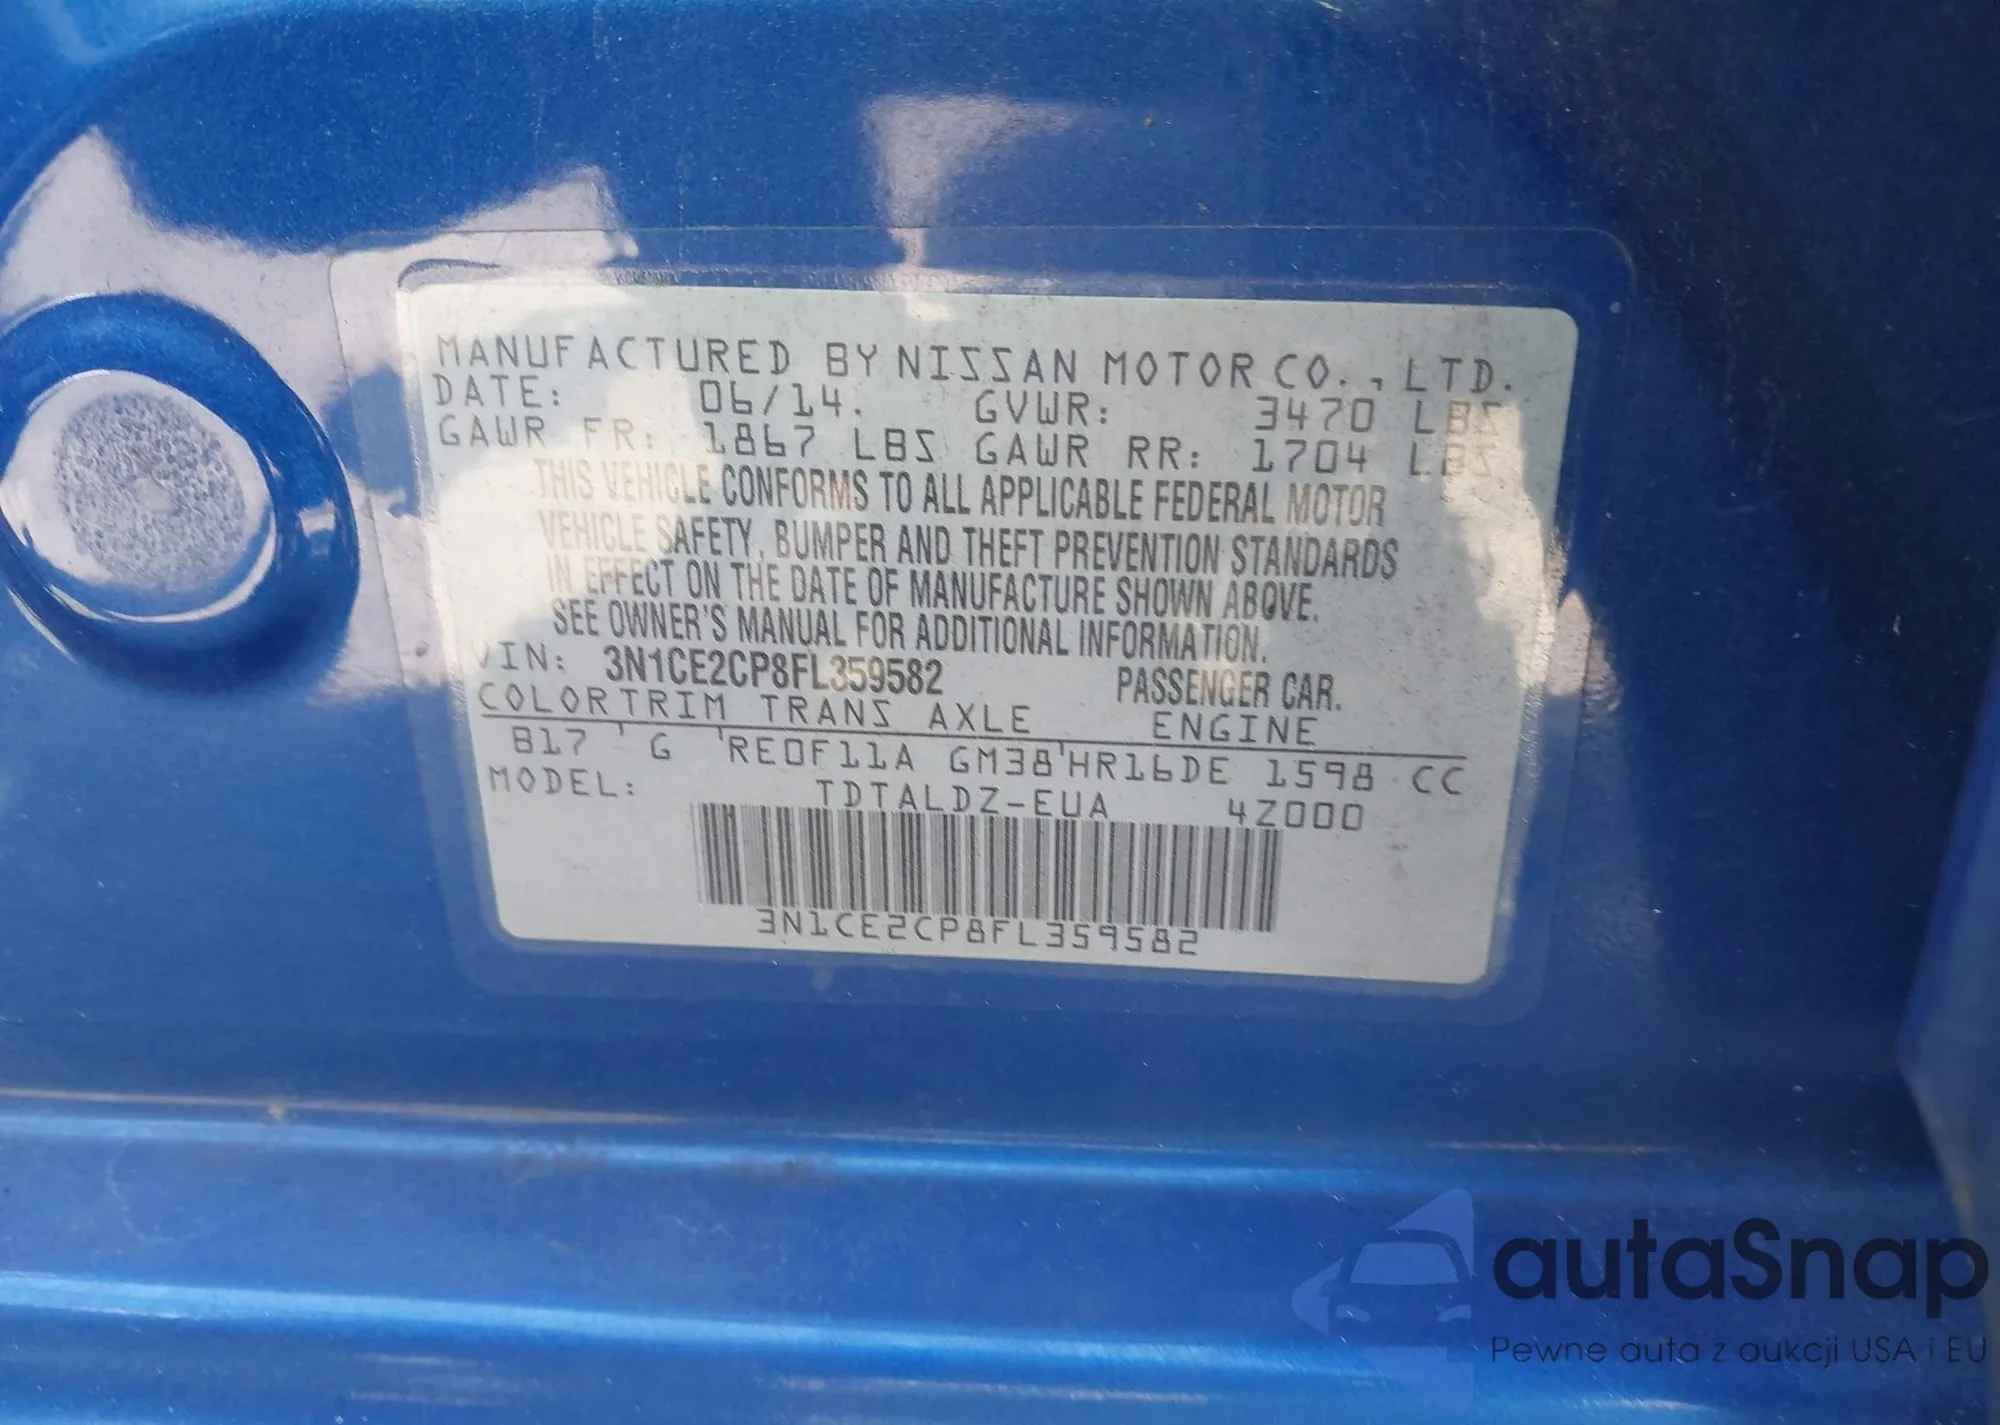 MANUFACTURED BY NISSAN MOTOR CO., LTD.
DATE: 06/14. GVWR: 3470 LBS
GAWR FR: 1867 LBS GAWR RR: 1704 LBS
THIS VEHICLE CONFORMS TO ALL APPLICABLE FEDERAL MOTOR
VEHICLE SAFETY, BUMPER AND THEFT PREVENTION STANDARDS
IN EFFECT ON THE DATE OF MANUFACTURE SHOWN ABOVE.
SEE OWNER'S MANUAL FOR ADDITIONAL INFORMATION.
VIN: 3N1CE2CP8FL359582 PASSENGER CAR.
COLORTRIM TRANS AXLE ENGINE
B17 ' G 'RE0F11A GM38'HR16DE 1598 CC
MODEL: TDTALDZ-EUA 4Z000
3N1CE2CP8FL359582
autaSnap
Pewne auta z aukcji USA i EU